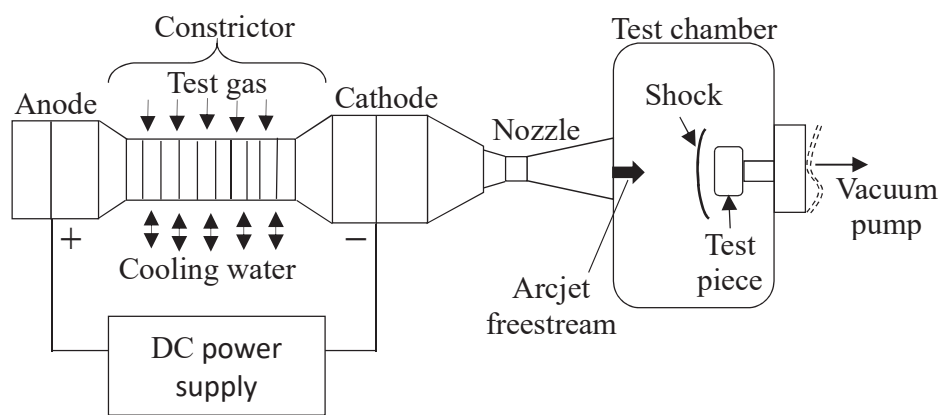 Constrictor
Test chamber
Test gas
Anode
Cathode
Shock
Nozzle
+
−
Cooling water
Vacuum
pump
Test
piece
Arcjet
freestream
DC power
supply